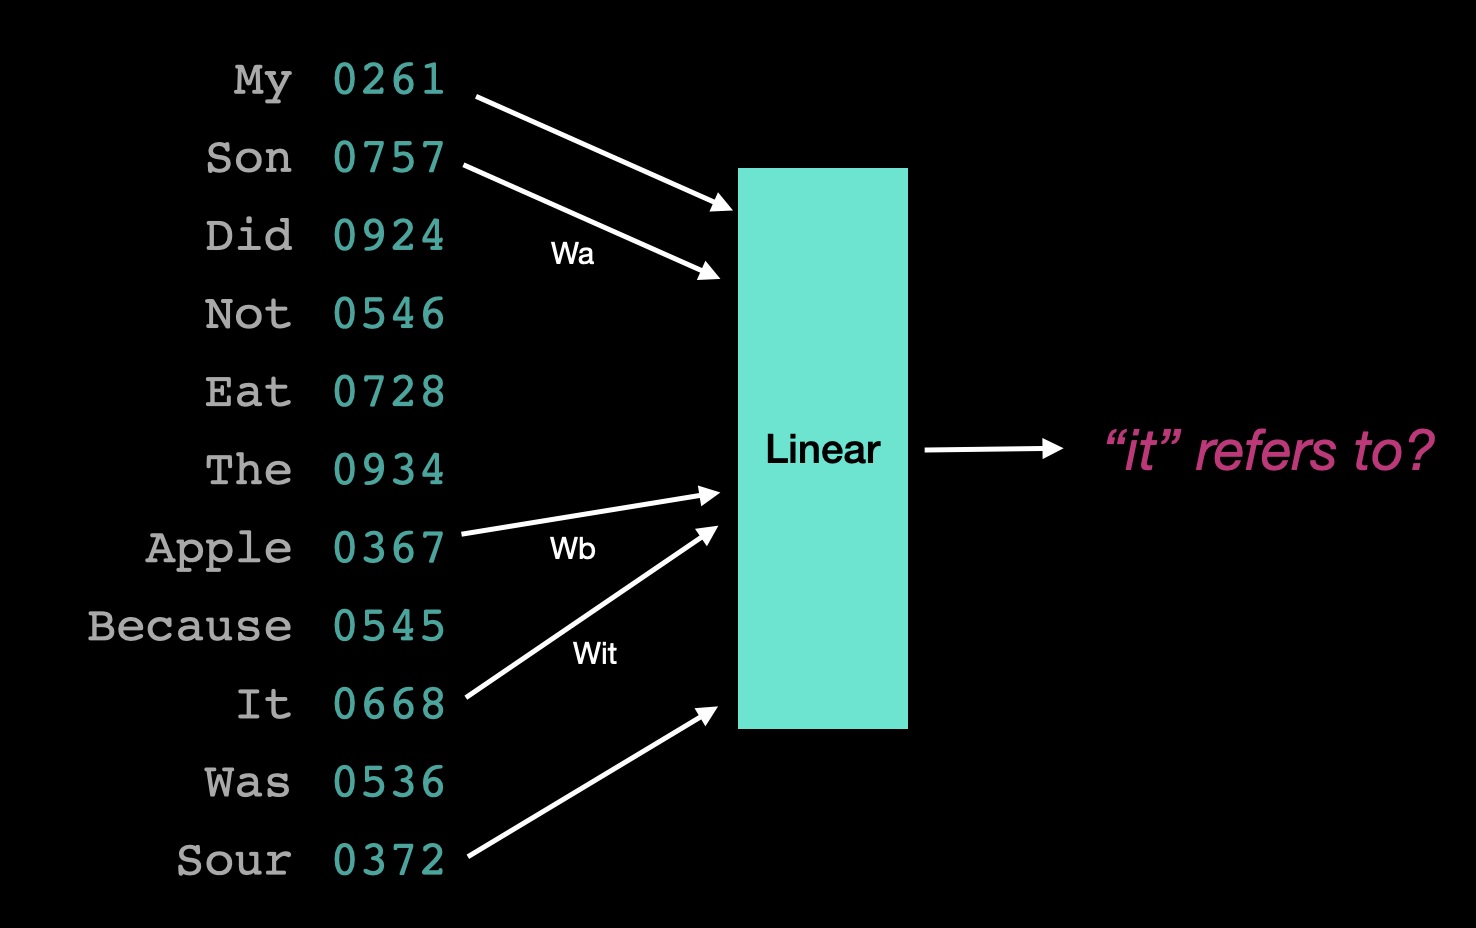 My 0261
Son 0757
Did 0924
Wa
Not 0546
Eat 0728
Linear
“it” refers to?
The 0934
Apple 0367
Wb
Because 0545
Wit
It 0668
Was 0536
Sour 0372